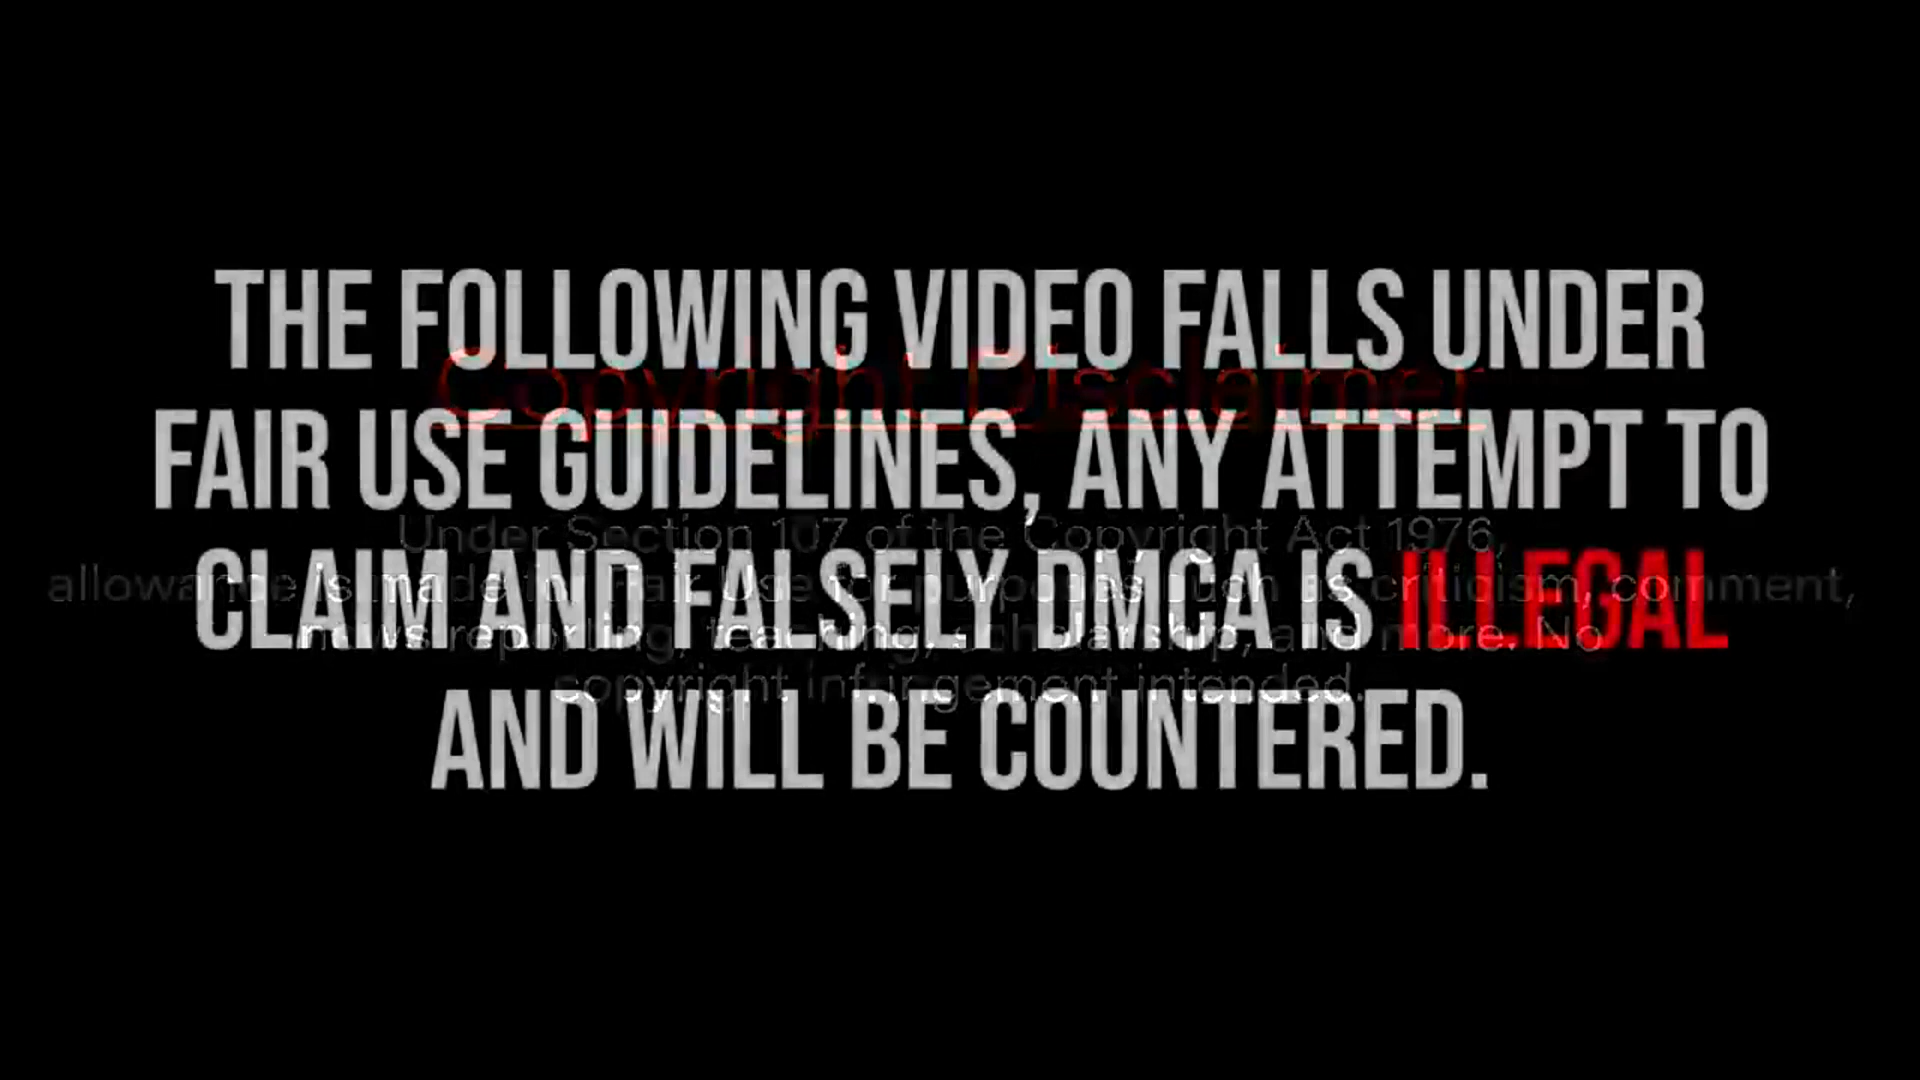 THE FOLLOWING VIDEO FALLS UNDER
Copyright Disclaimer
FAIR USE GUIDELINES, ANY ATTEMPT TO
Under Section 107 of the Copyright Act 1976,
CLAIM AND FALSELY DMCA IS ILLEGAL
allowance is made for Fair Use for purposes such as criticism, comment,
news reporting, teaching, scholarship, and more. No
copyright infringement intended.
AND WILL BE COUNTERED.